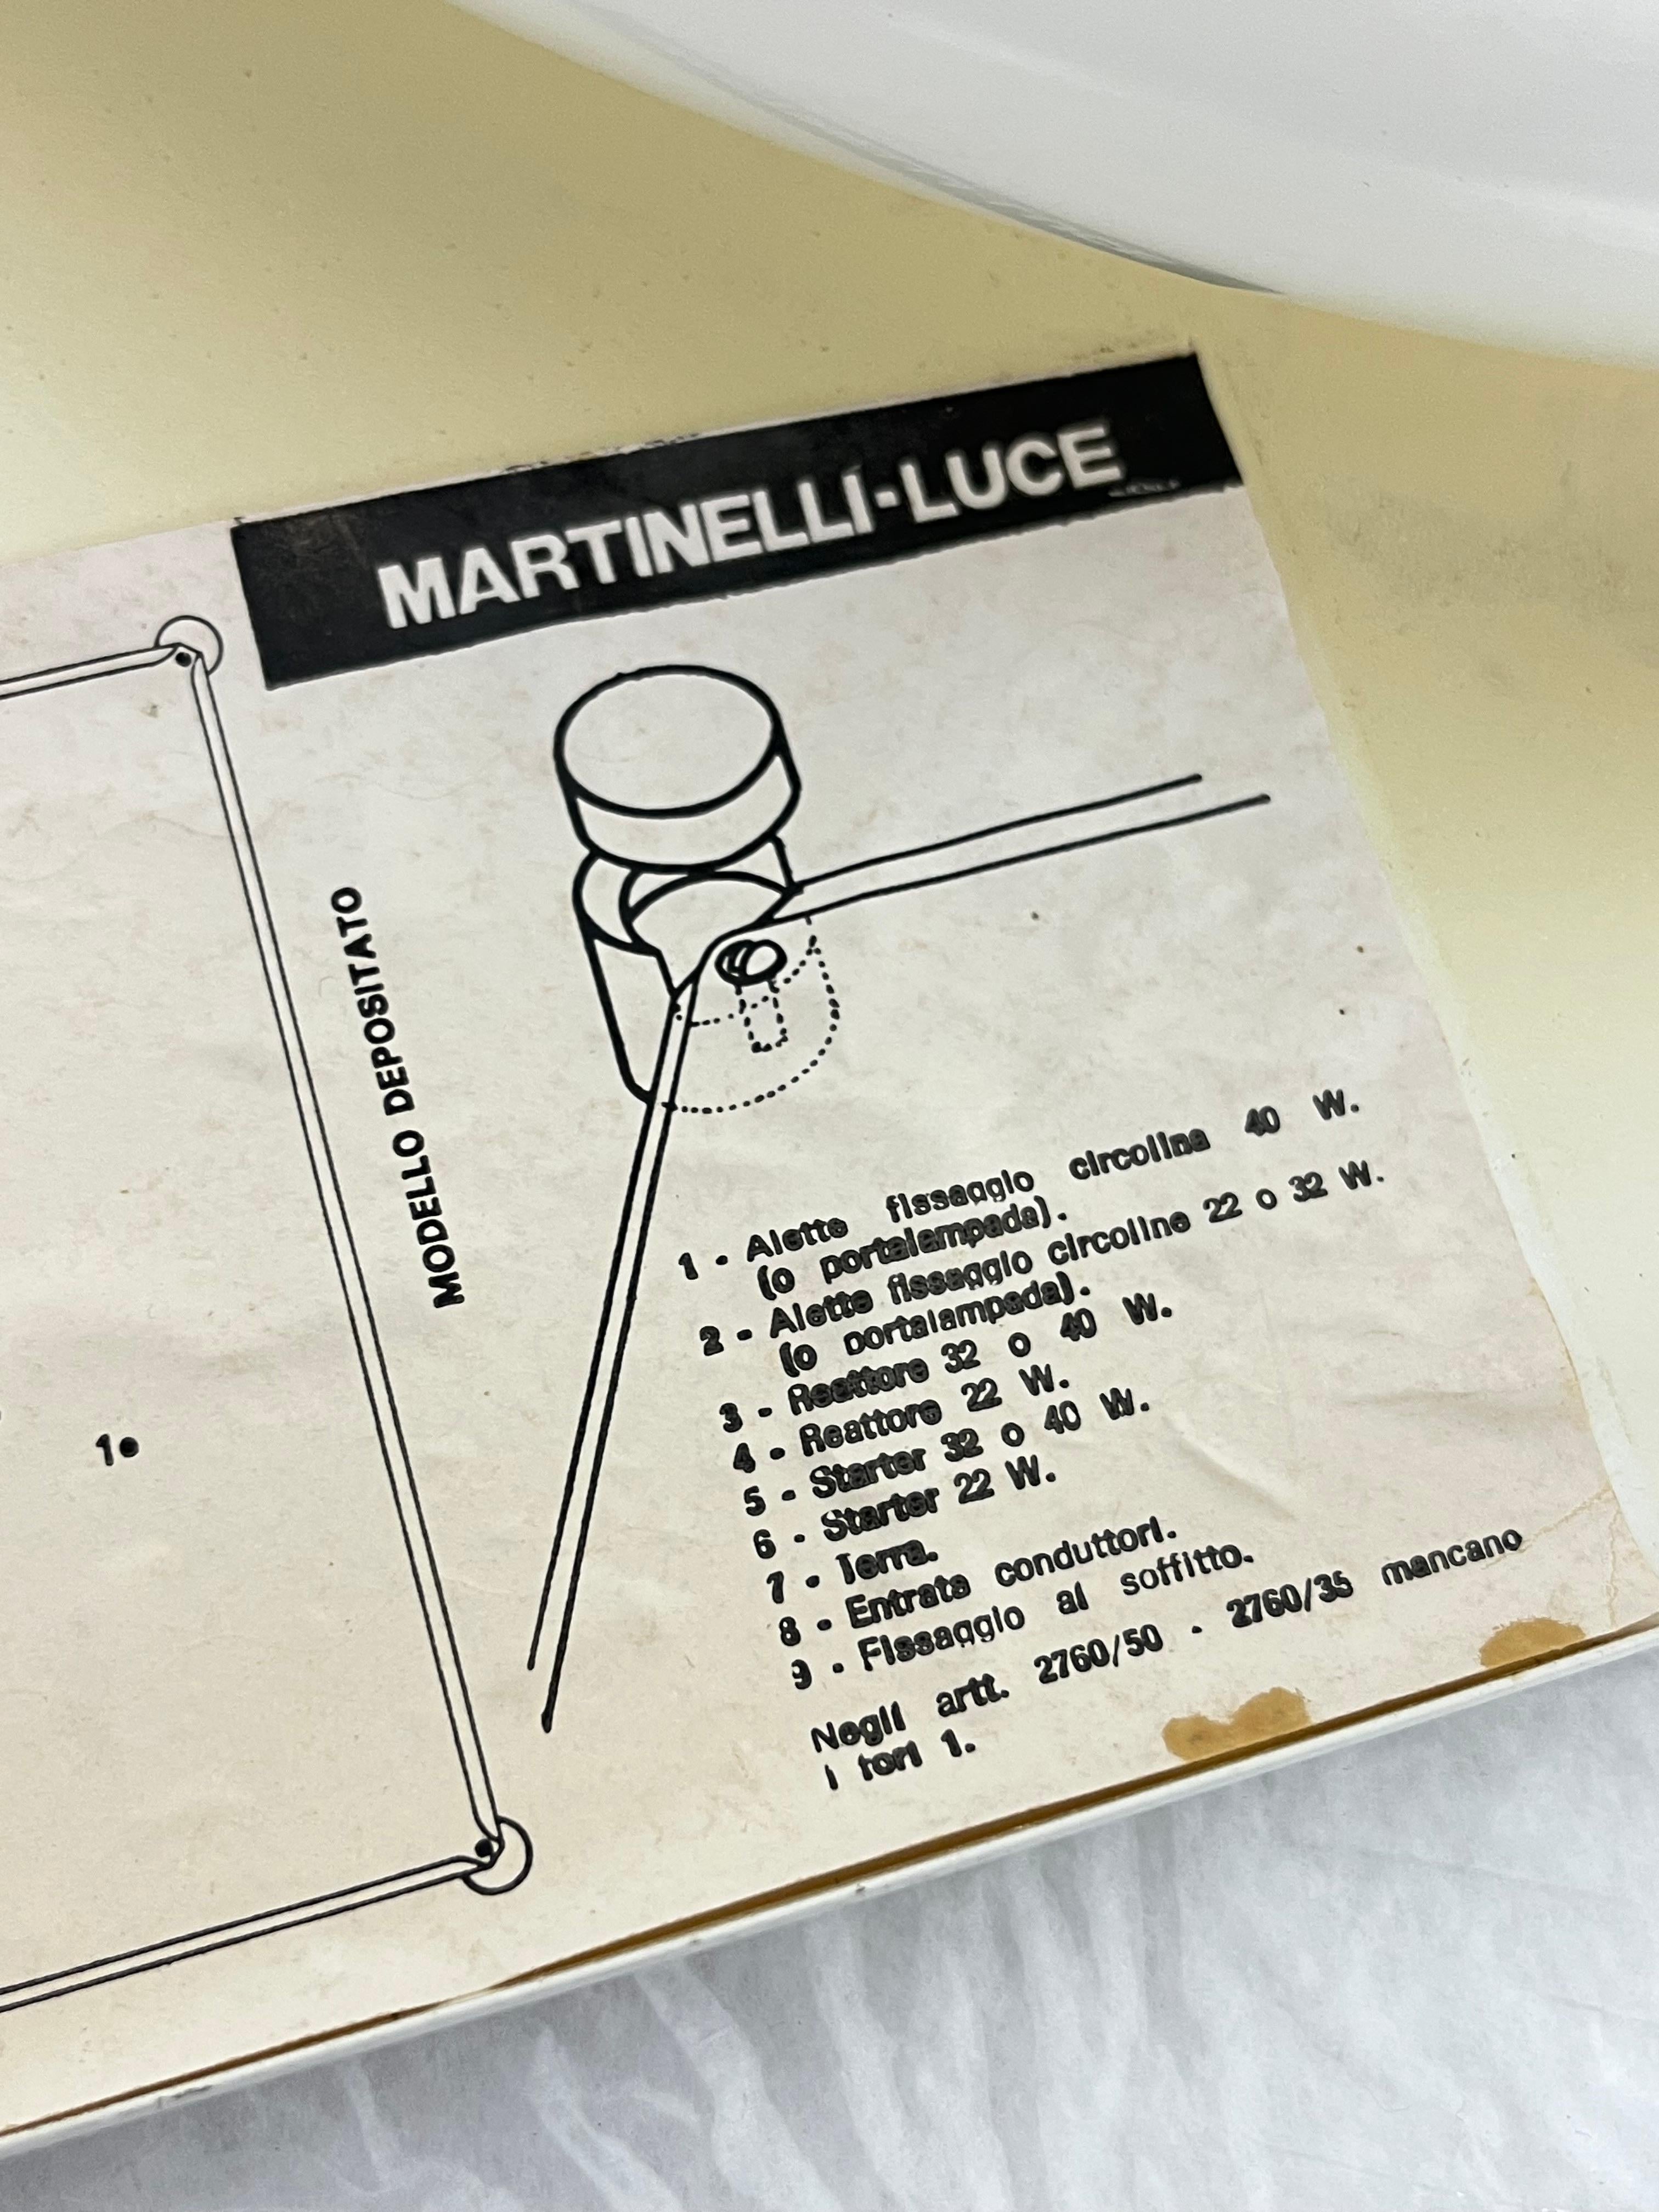 MARTINELLI-LUCE
MODELLO DEPOSITATO
1
1 - Alette fissaggio circolina 40 W.
(o portalampada).
2 - Alette fissaggio circoline 22 o 32 W.
(o portalampada).
3 - Reattore 32 o 40 W.
4 - Reattore 22 W.
5 - Starter 32 o 40 W.
6 - Starter 22 W.
7 - Terra.
8 - Entrata conduttori.
9 - Fissaggio al soffitto.
Negli artt. 2760/50 - 2760/35 mancano
i fori 1.